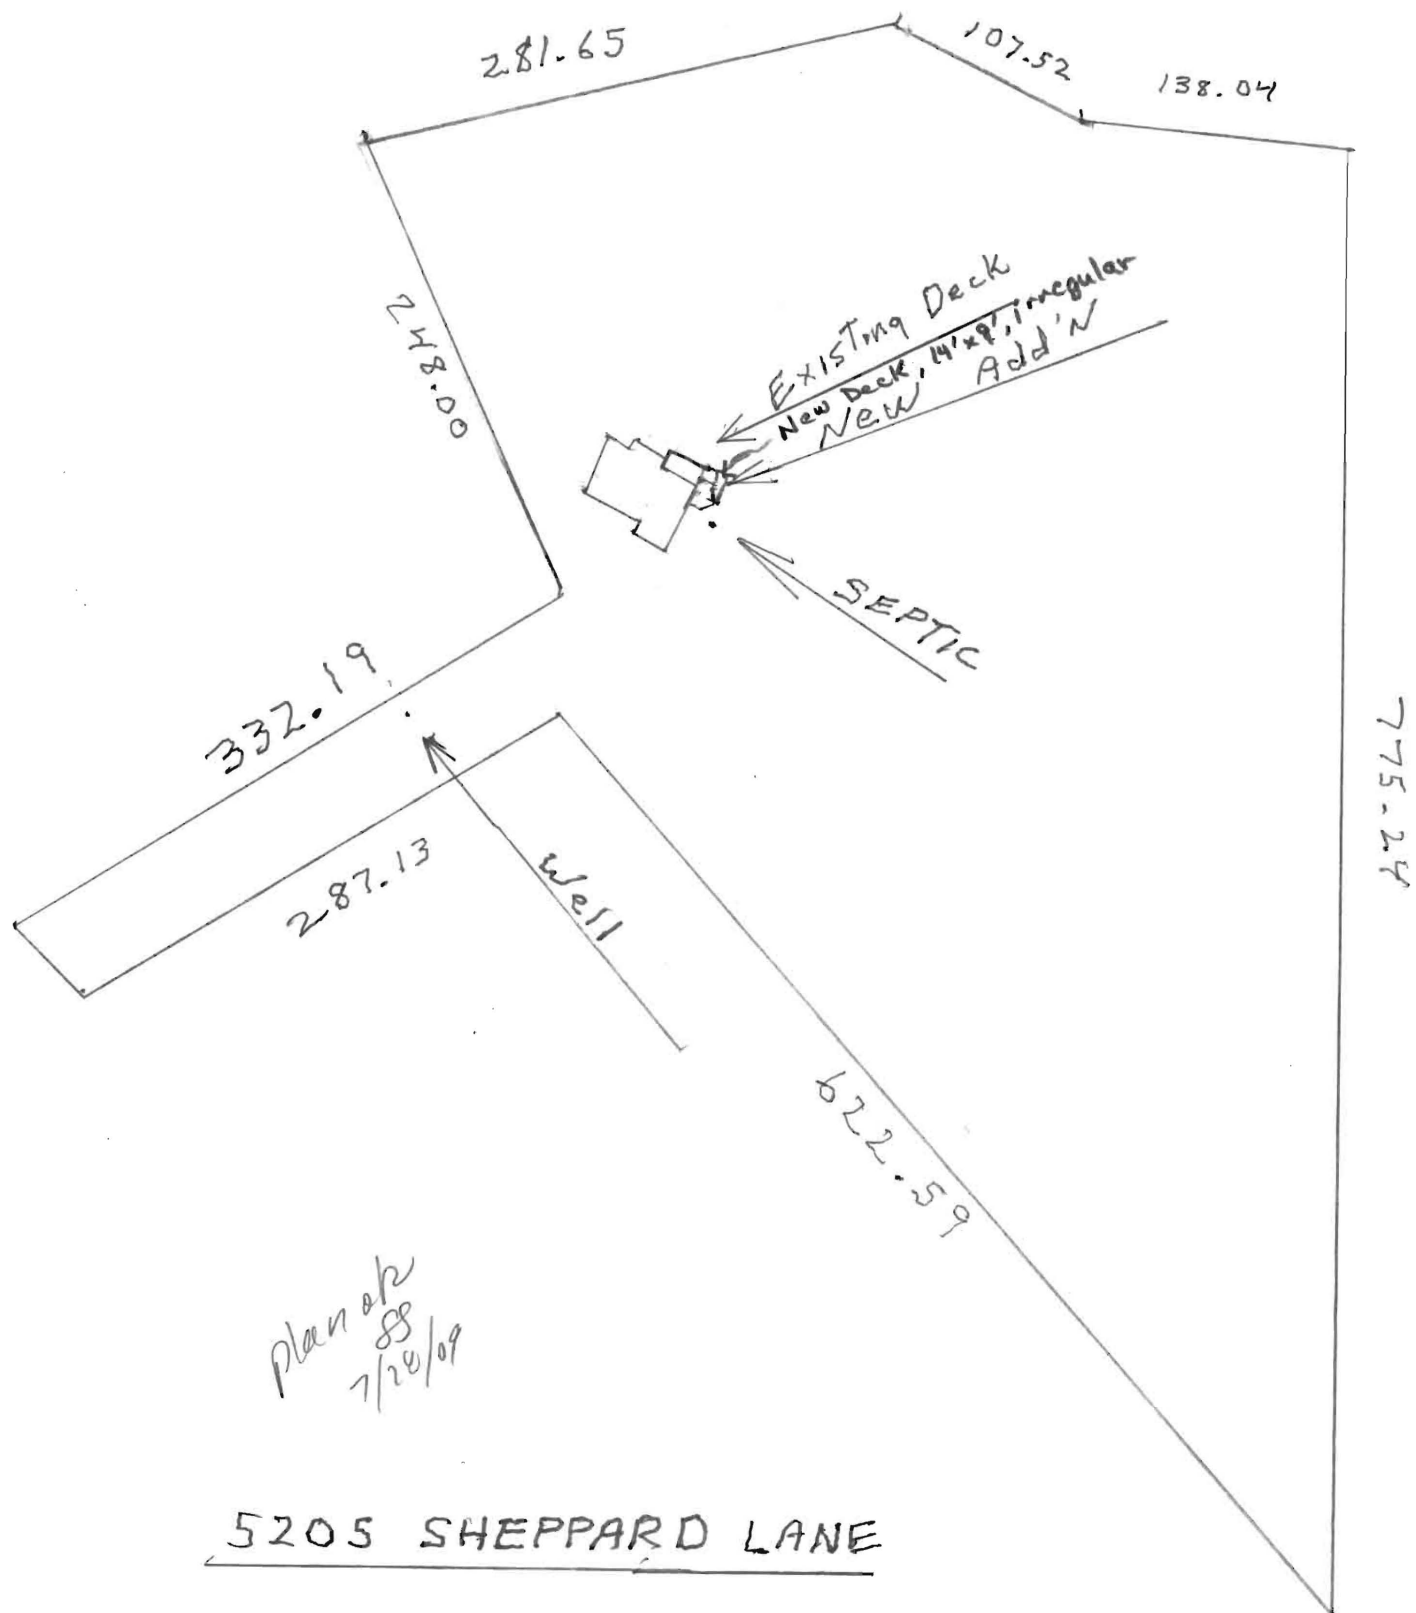 281.65
107.52
138.04
248.00
Existing Deck
New Deck, 14'x9', irregular
New Add'N
SEPTIC
332.19
775.24
287.13
Well
622.59
plan ok
SS
7/28/09
5205 SHEPPARD LANE